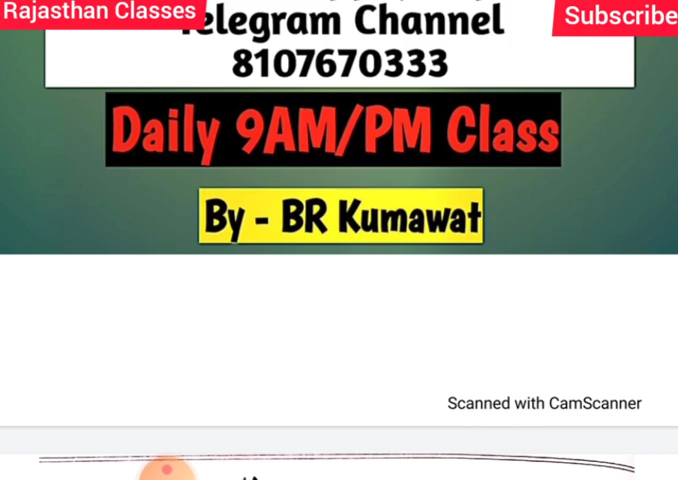 Rajasthan Classes
Subscribe
Telegram Channel
8107670333
Daily 9AM/PM Class
By - BR Kumawat
Scanned with CamScanner